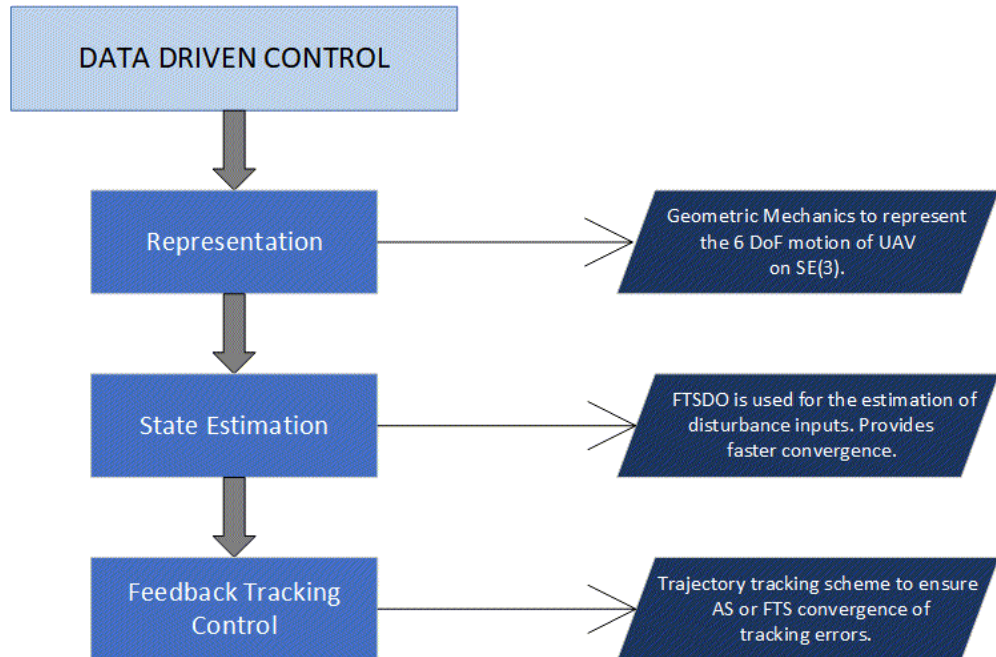 DATA DRIVEN CONTROL
Representation
Geometric Mechanics to represent
the 6 DoF motion of UAV
on SE(3).
State Estimation
FTSDO is used for the estimation of
disturbance inputs. Provides
faster convergence.
Feedback Tracking
Control
Trajectory tracking scheme to ensure
AS or FTS convergence of
tracking errors.